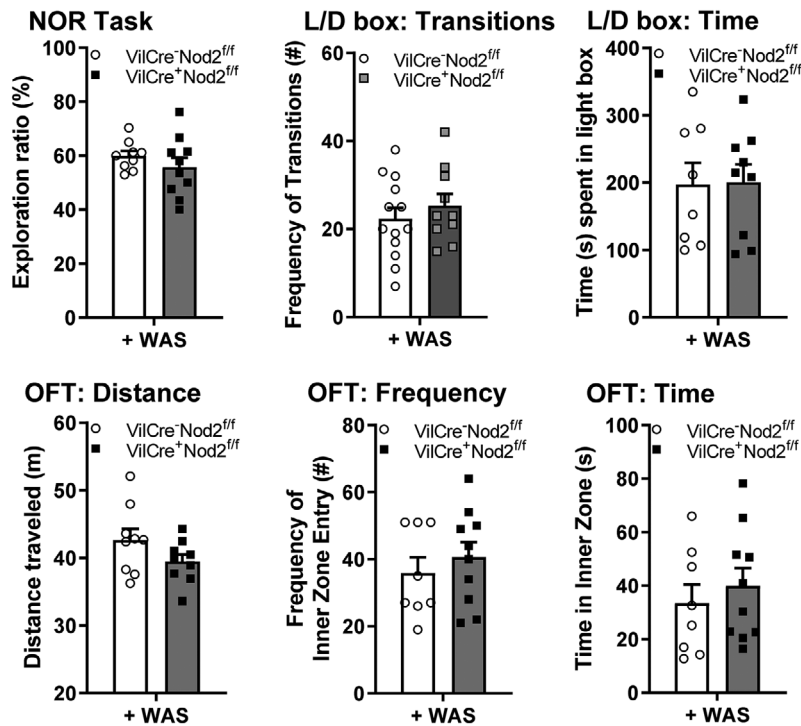 NOR Task
VilCre⁻Nod2ᶠ/ᶠ
VilCre⁺Nod2ᶠ/ᶠ
Exploration ratio (%)
100
80
60
40
20
0
+ WAS
L/D box: Transitions
VilCre⁻Nod2ᶠ/ᶠ
VilCre⁺Nod2ᶠ/ᶠ
Frequency of Transitions (#)
60
40
20
0
+ WAS
L/D box: Time
VilCre⁻Nod2ᶠ/ᶠ
VilCre⁺Nod2ᶠ/ᶠ
Time (s) spent in light box
400
300
200
100
0
+ WAS
OFT: Distance
VilCre⁻Nod2ᶠ/ᶠ
VilCre⁺Nod2ᶠ/ᶠ
Distance traveled (m)
60
50
40
30
20
+ WAS
OFT: Frequency
VilCre⁻Nod2ᶠ/ᶠ
VilCre⁺Nod2ᶠ/ᶠ
Frequency of
Inner Zone Entry (#)
80
60
40
20
0
+ WAS
OFT: Time
VilCre⁻Nod2ᶠ/ᶠ
VilCre⁺Nod2ᶠ/ᶠ
Time in Inner Zone (s)
100
80
60
40
20
0
+ WAS